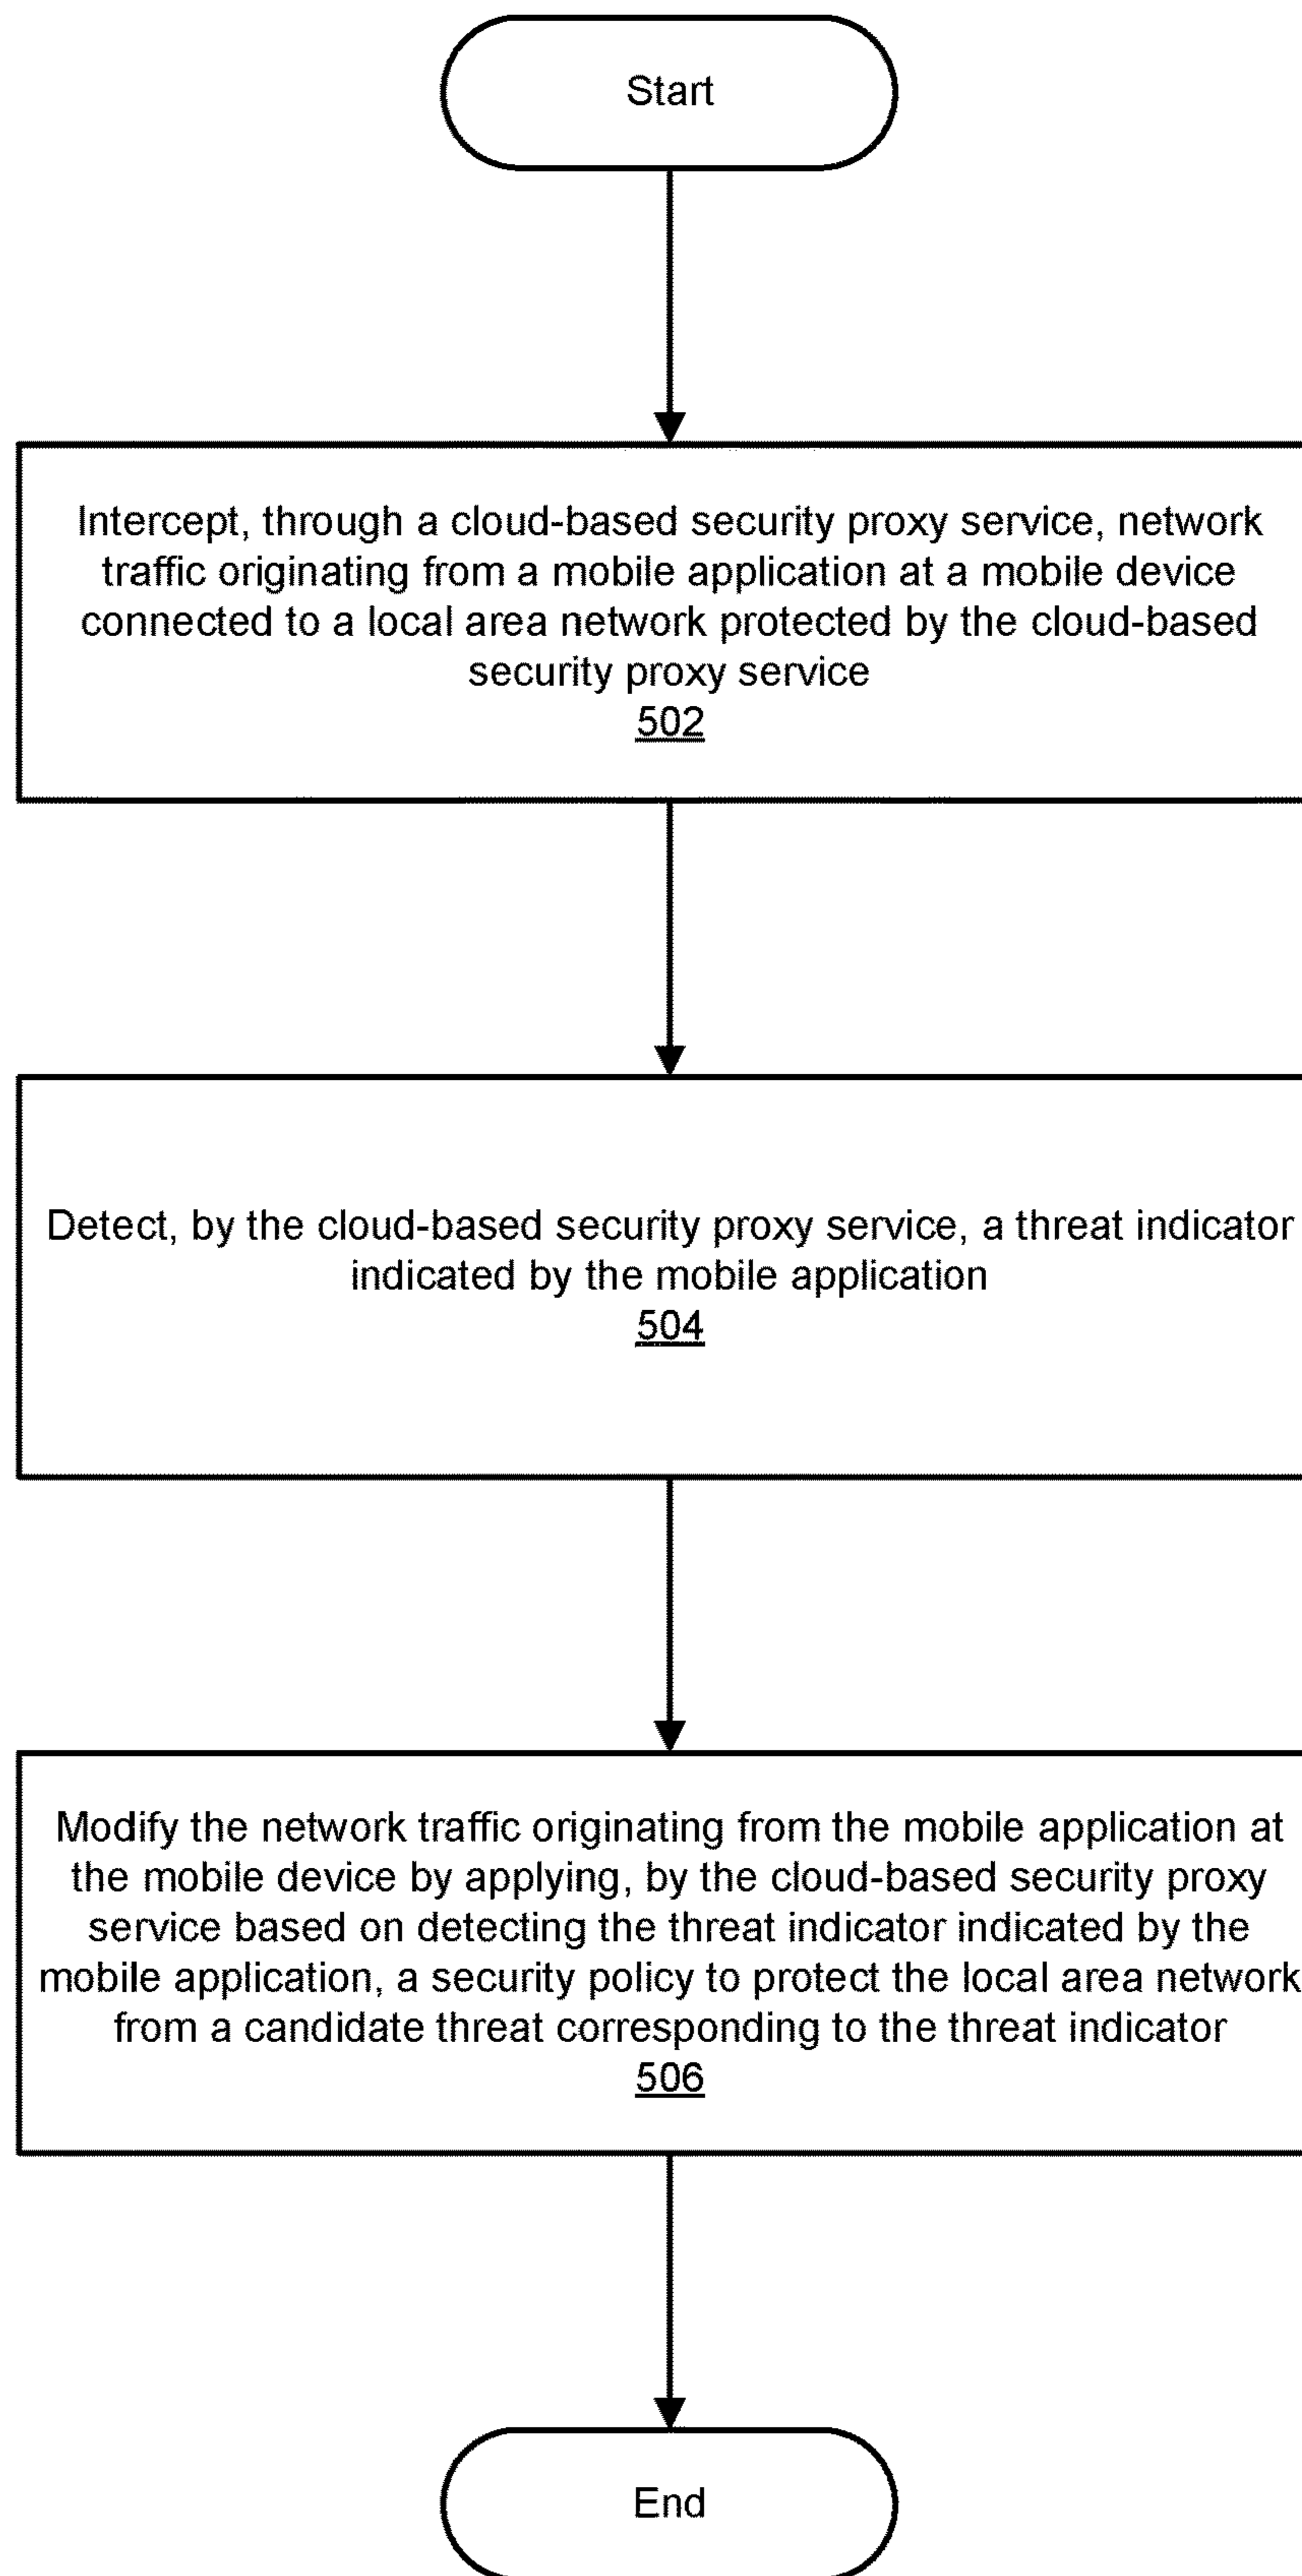 Start
Intercept, through a cloud-based security proxy service, network
traffic originating from a mobile application at a mobile device
connected to a local area network protected by the cloud-based
security proxy service
502
Detect, by the cloud-based security proxy service, a threat indicator
indicated by the mobile application
504
Modify the network traffic originating from the mobile application at
the mobile device by applying, by the cloud-based security proxy
service based on detecting the threat indicator indicated by the
mobile application, a security policy to protect the local area network
from a candidate threat corresponding to the threat indicator
506
End